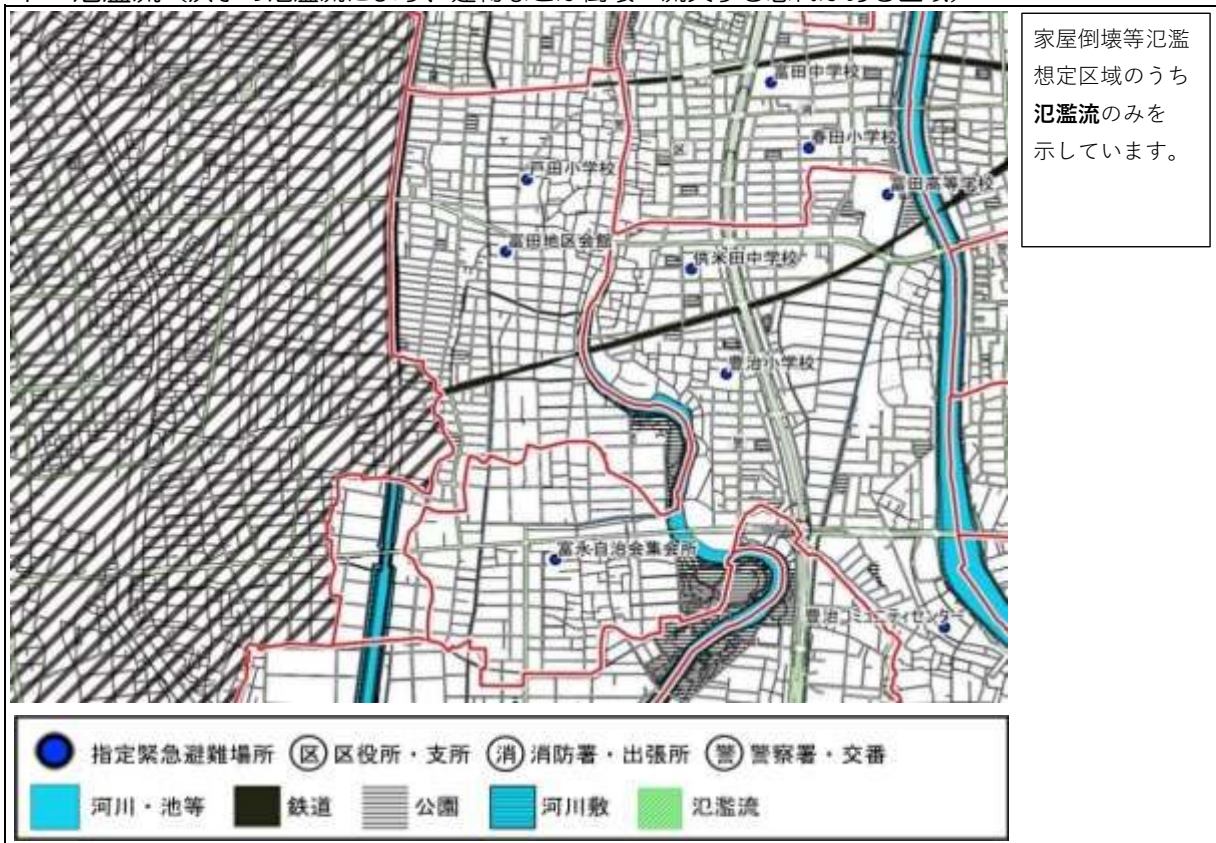 家屋倒壊等氾濫
想定区域のうち
氾濫流のみを
示しています。
富田中学校
春田小学校
区
戸田小学校
富田高等学校
富田地区会館
供米田中学校
豊治小学校
富永自治会集会所
豊治コミュニティセンター
指定緊急避難場所 区 区役所・支所 消 消防署・出張所 警 警察署・交番
河川・池等 鉄道 公園 河川敷 氾濫流